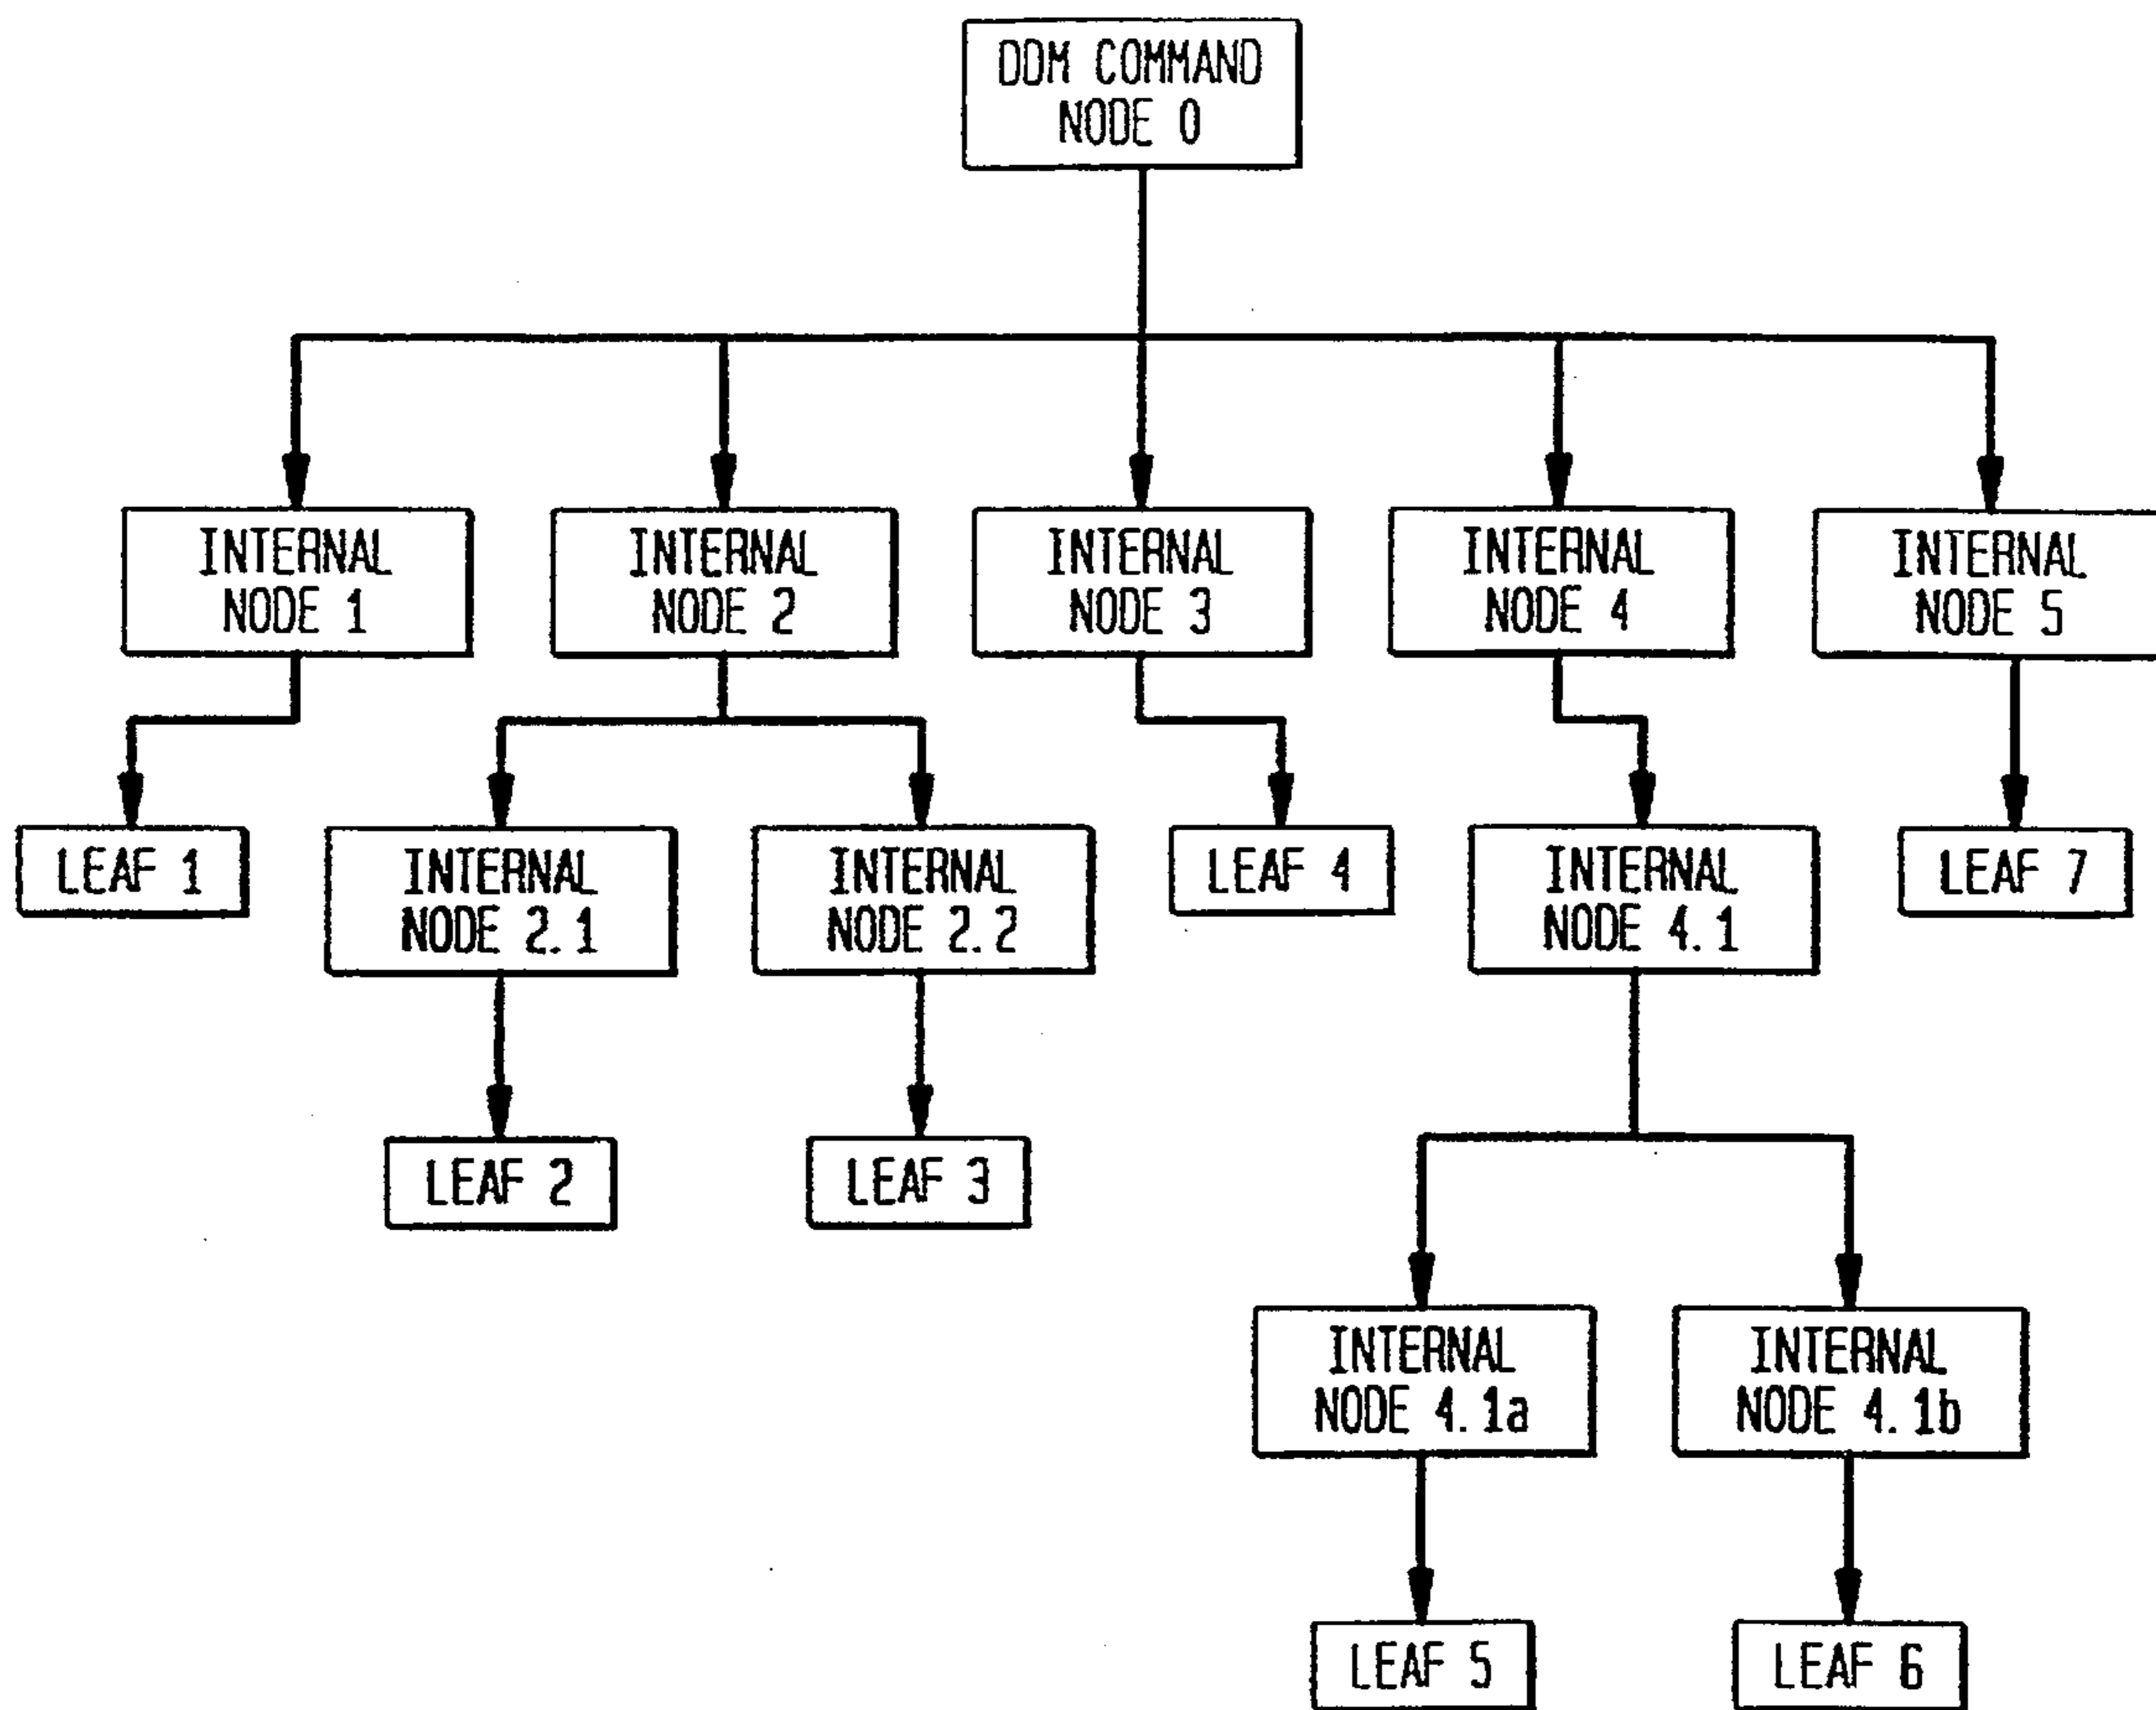 DDM COMMAND
NODE 0
INTERNAL
NODE 1
INTERNAL
NODE 2
INTERNAL
NODE 3
INTERNAL
NODE 4
INTERNAL
NODE 5
LEAF 1
INTERNAL
NODE 2.1
INTERNAL
NODE 2.2
LEAF 4
INTERNAL
NODE 4.1
LEAF 7
LEAF 2
LEAF 3
INTERNAL
NODE 4.1a
INTERNAL
NODE 4.1b
LEAF 5
LEAF 6